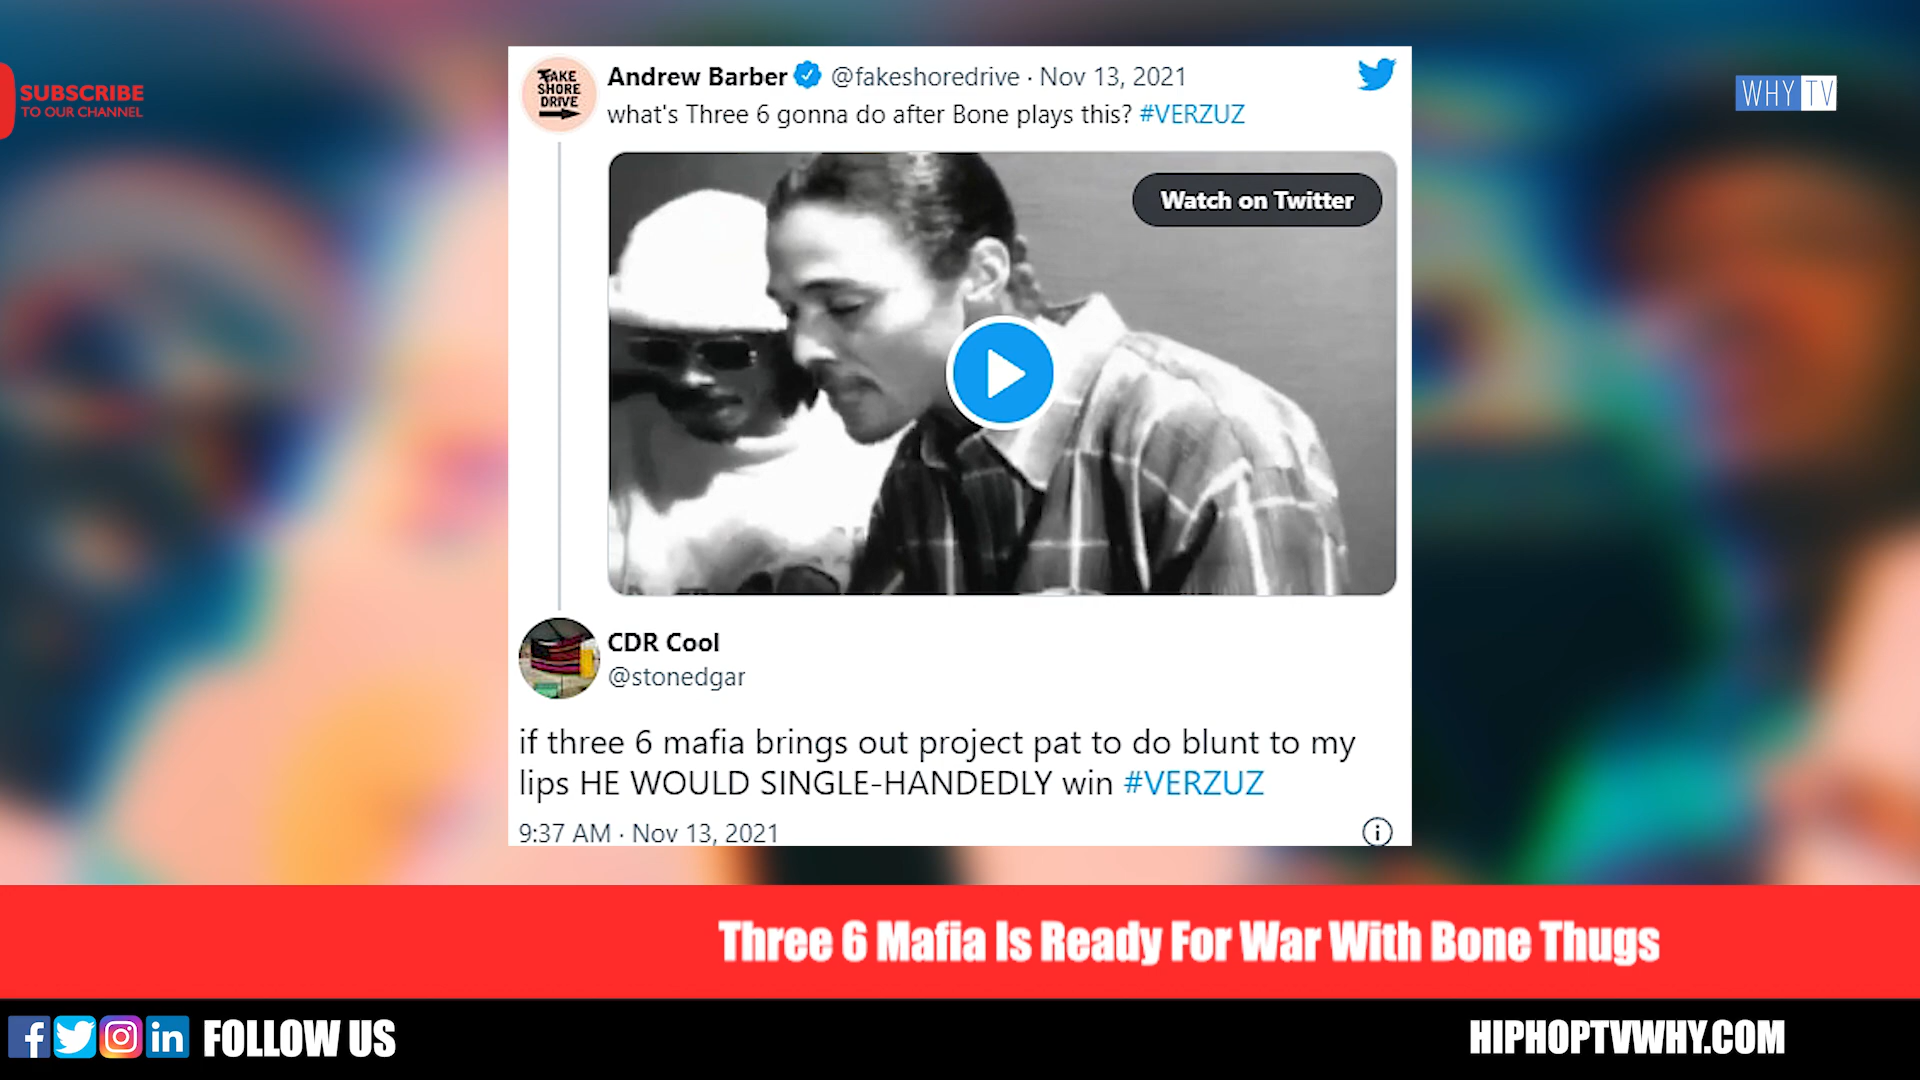 SUBSCRIBE
TO OUR CHANNEL
WHY TV
FAKE
SHORE
DRIVE
Andrew Barber @fakeshoredrive · Nov 13, 2021
what's Three 6 gonna do after Bone plays this? #VERZUZ
Watch on Twitter
CDR Cool
@stonedgar
if three 6 mafia brings out project pat to do blunt to my
lips HE WOULD SINGLE-HANDEDLY win #VERZUZ
9:37 AM · Nov 13, 2021
Three 6 Mafia Is Ready For War With Bone Thugs
FOLLOW US
HIPHOPTVWHY.COM